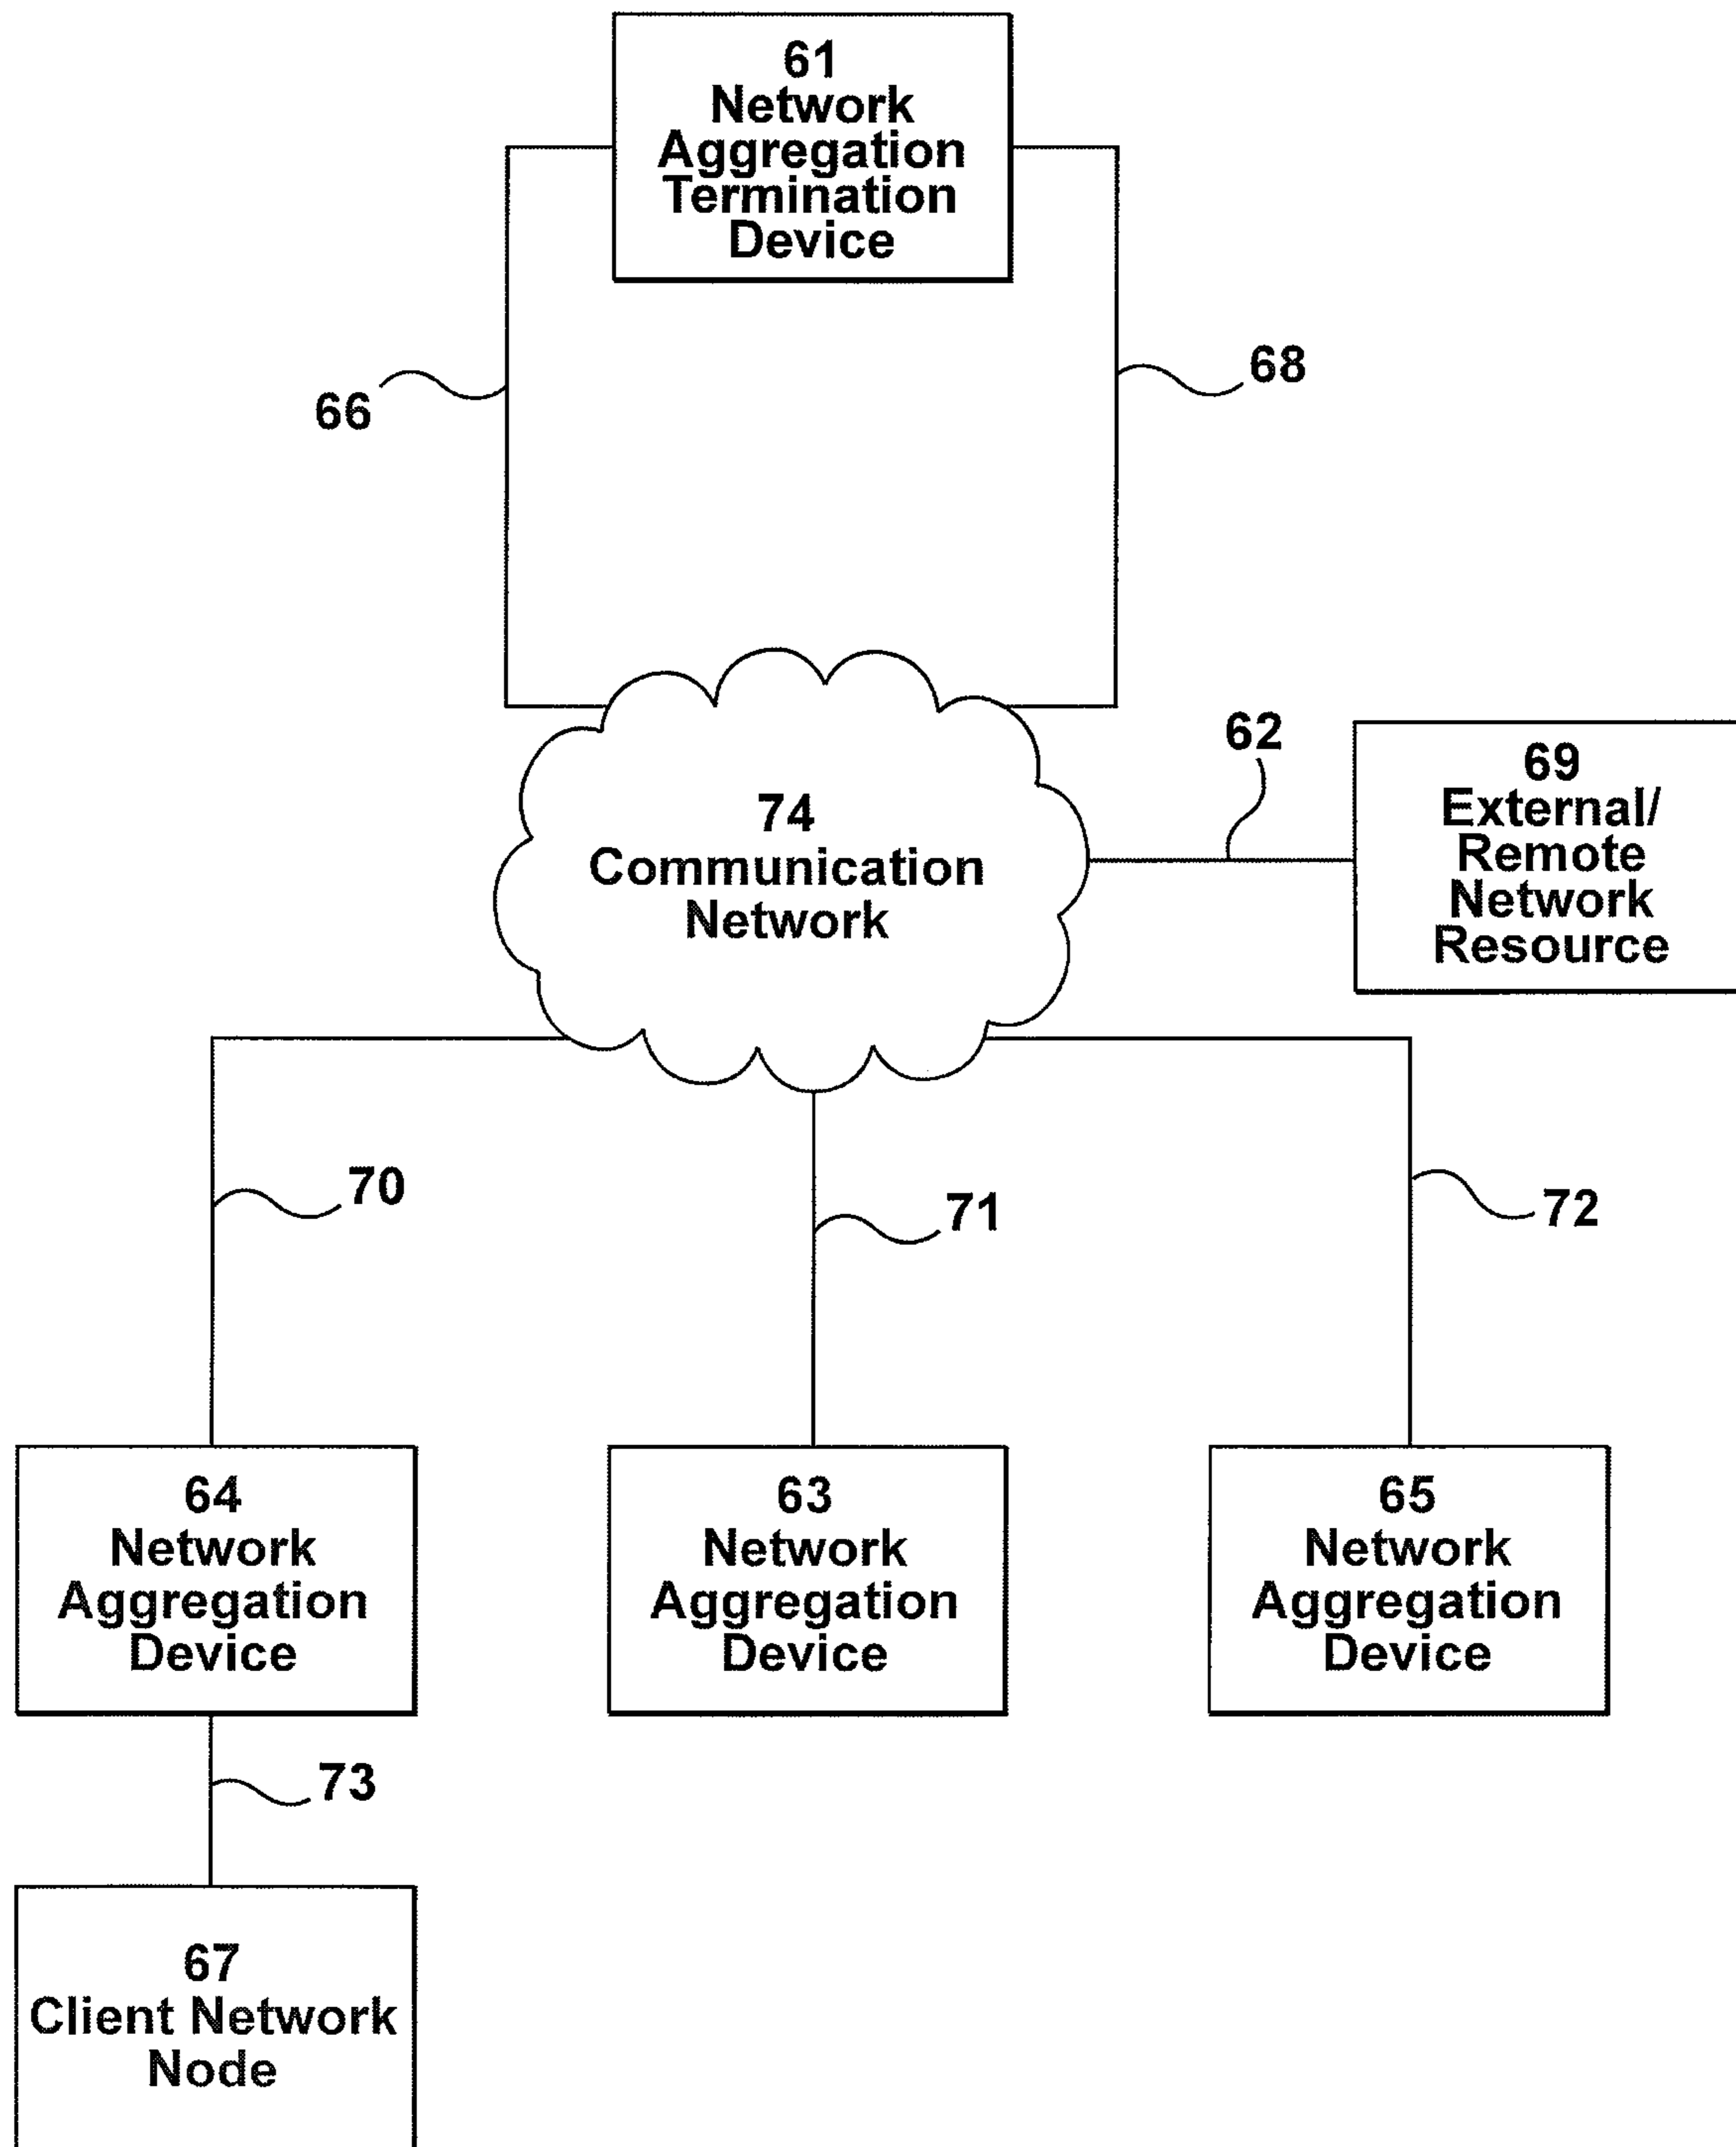 61
Network
Aggregation
Termination
Device
66
68
62
69
External/
Remote
Network
Resource
74
Communication
Network
70
71
72
64
Network
Aggregation
Device
63
Network
Aggregation
Device
65
Network
Aggregation
Device
73
67
Client Network
Node